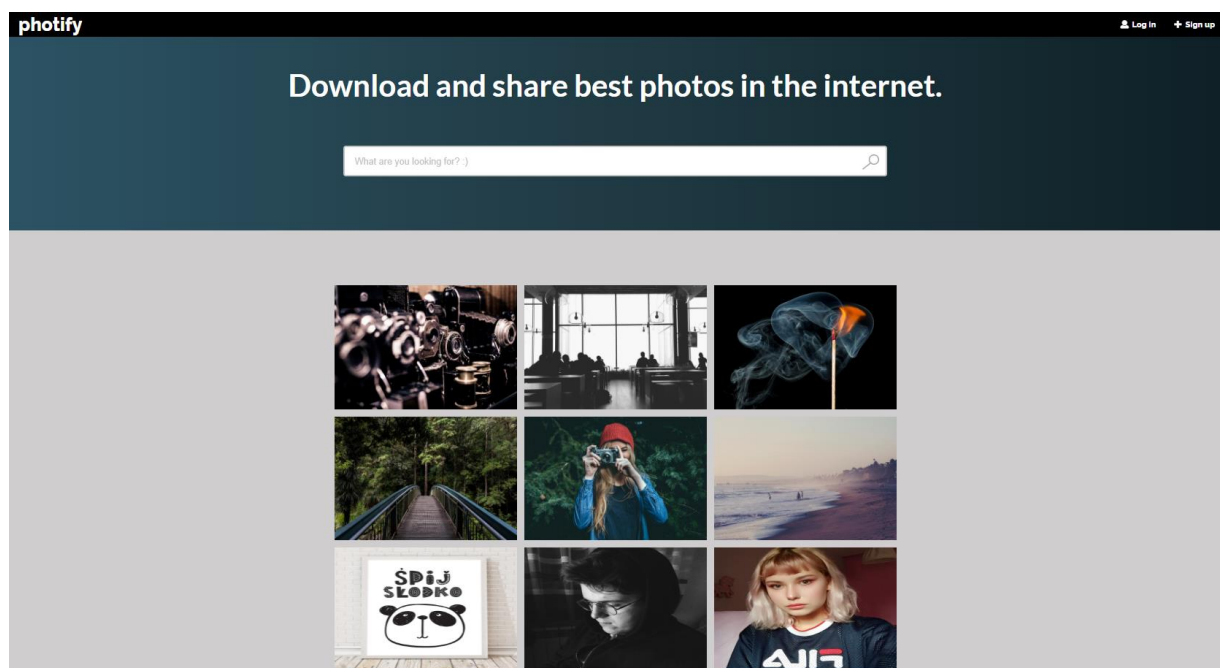 photify
Log in
Sign up
Download and share best photos in the internet.
What are you looking for? :)
ŚPiJ
SŁODKO
FILA